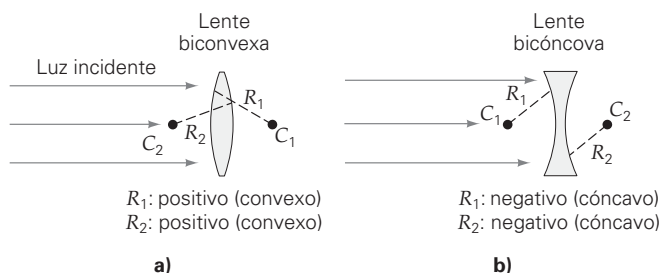 Lente
biconvexa
Luz incidente
R₁
C₂
R₂
C₁
R₁: positivo (convexo)
R₂: positivo (convexo)
a)
Lente
bicóncova
R₁
C₁
C₂
R₂
R₁: negativo (cóncavo)
R₂: negativo (cóncavo)
b)